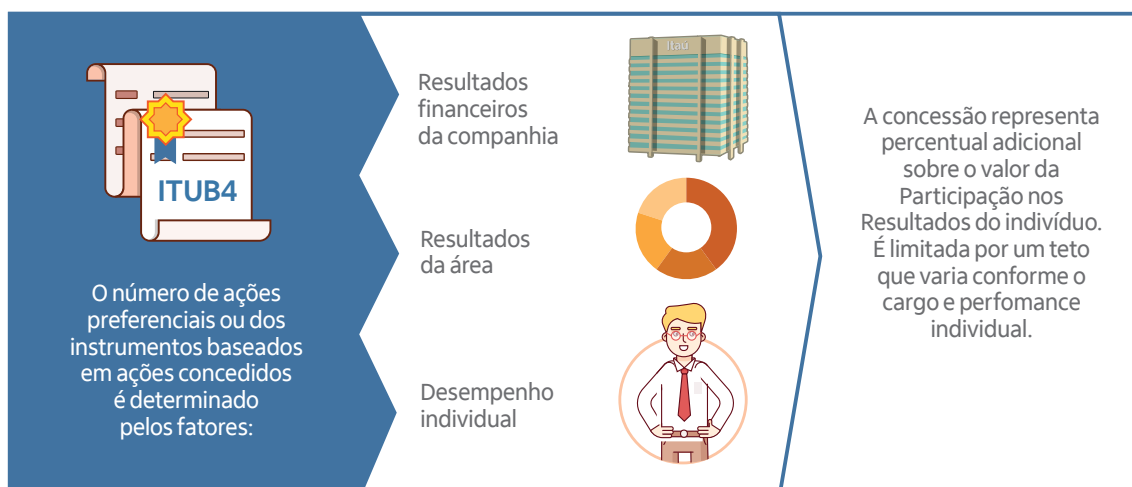 ITUB4
O número de ações
preferenciais ou dos
instrumentos baseados
em ações concedidos
é determinado
pelos fatores:
Resultados
financeiros
da companhia
Itaú
Resultados
da área
Desempenho
individual
A concessão representa
percentual adicional
sobre o valor da
Participação nos
Resultados do indivíduo.
É limitada por um teto
que varia conforme o
cargo e perfomance
individual.